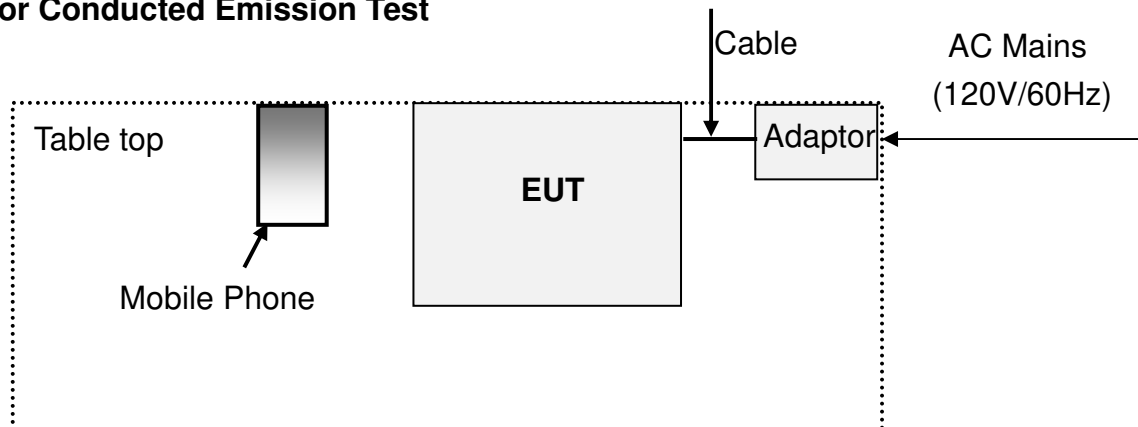 or Conducted Emission Test
Cable
AC Mains
(120V/60Hz)
Table top
Adaptor
EUT
Mobile Phone